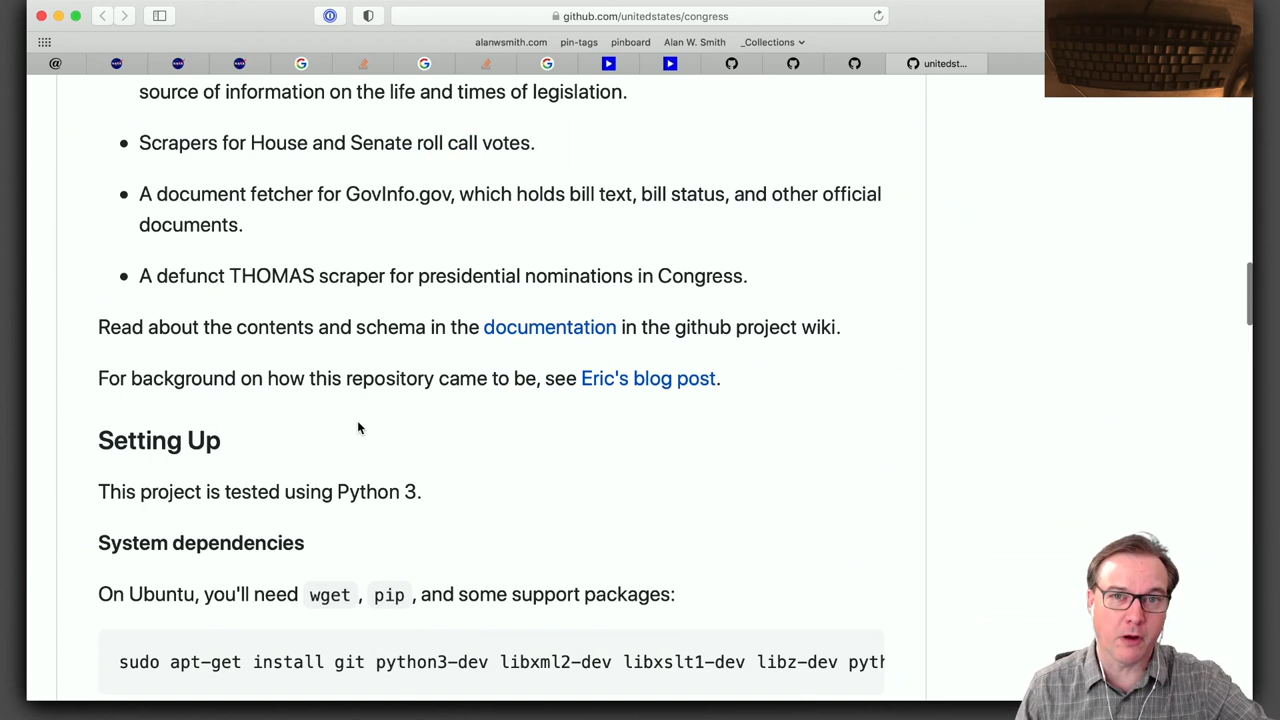 github.com/unitedstates/congress
alanwsmith.com pin-tags pinboard Alan W. Smith _Collections
@ unitedst...
source of information on the life and times of legislation.
• Scrapers for House and Senate roll call votes.
• A document fetcher for GovInfo.gov, which holds bill text, bill status, and other official
documents.
• A defunct THOMAS scraper for presidential nominations in Congress.
Read about the contents and schema in the documentation in the github project wiki.
For background on how this repository came to be, see Eric's blog post.
Setting Up
This project is tested using Python 3.
System dependencies
On Ubuntu, you'll need wget, pip, and some support packages:
sudo apt-get install git python3-dev libxml2-dev libxslt1-dev libz-dev pyth